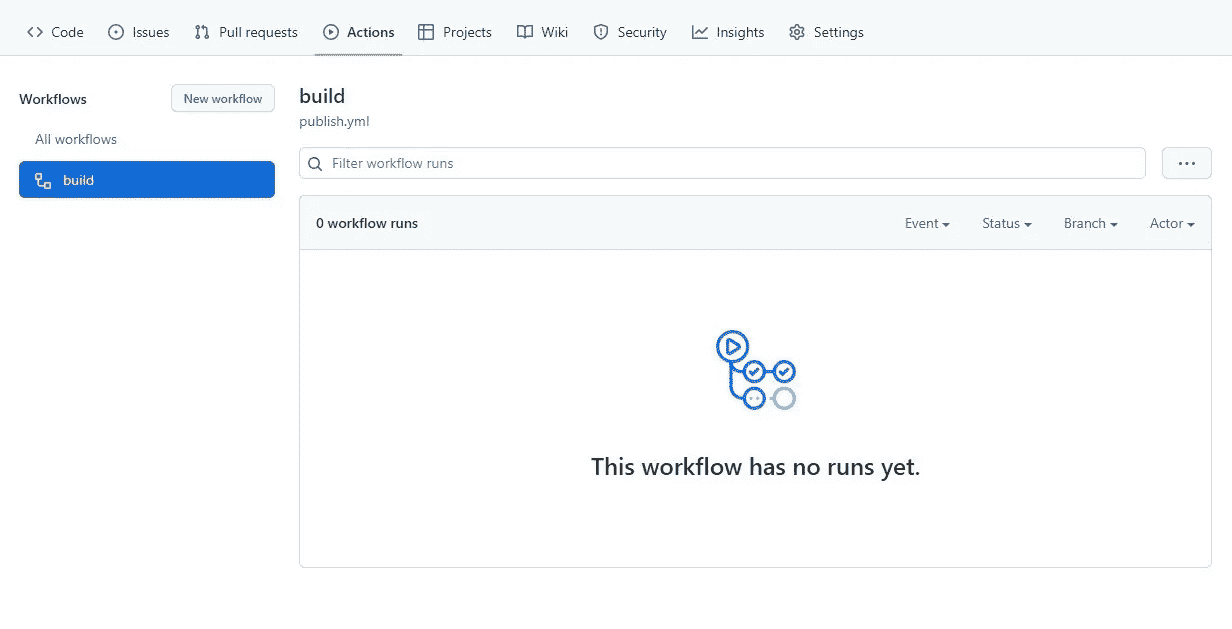 Code Issues Pull requests Actions Projects Wiki Security Insights Settings
Workflows
New workflow
All workflows
build
build
publish.yml
Filter workflow runs
0 workflow runs Event Status Branch Actor
This workflow has no runs yet.